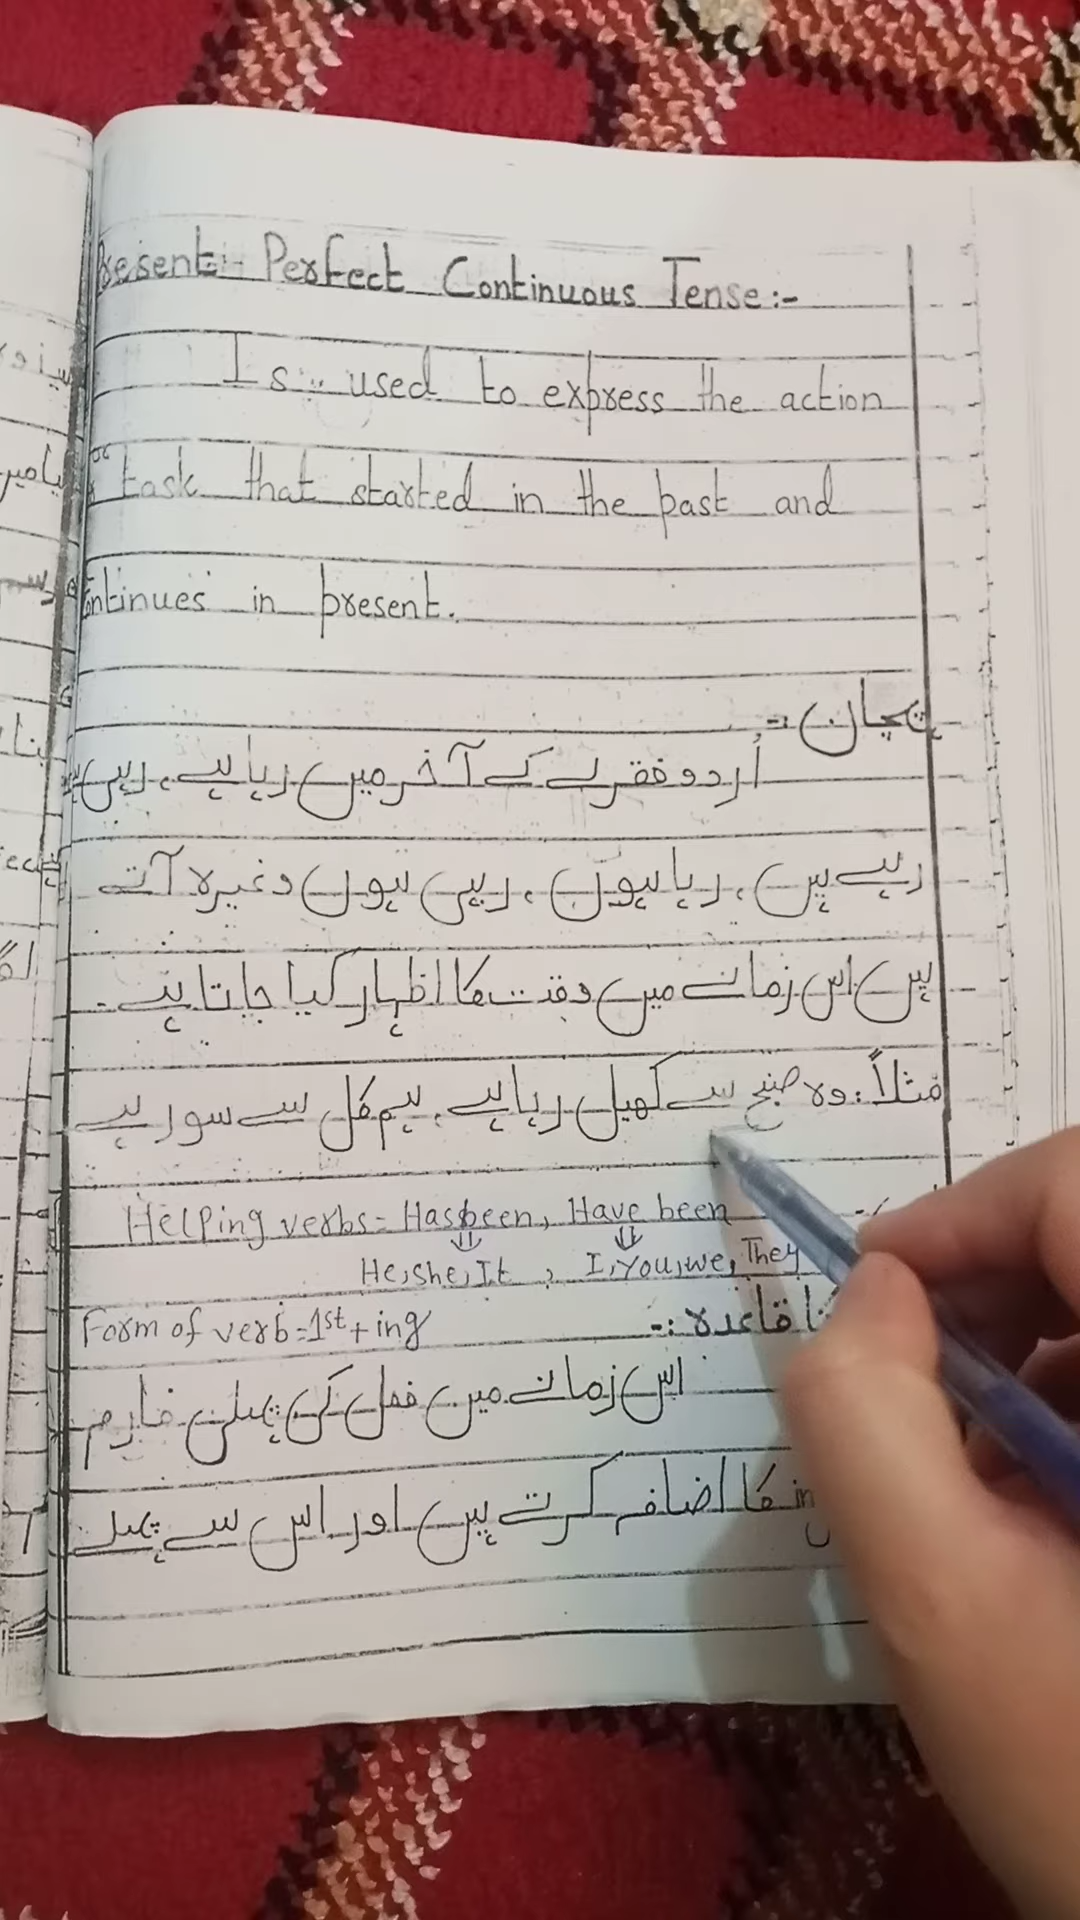 Present:- Perfect Cotinuous Tense:-
Is used to express the action
or task that started in the past and
continues in present.
پہچان :-
اُردو فقرے کے آخر میں رہا ہے، رہی ہے
رہے ہیں، رہا ہوں، رہی ہوں وغیرہ آتے
ہیں اس زمانے میں وقت کا اظہار کیا جاتا ہے۔
مثلاً: وہ صبح سے کھیل رہا ہے، ہم کل سے سو رہے
Helping verbs = Has been, Have been
He, she, It , I, You, we, They
Form of verb = 1st + ing
قاعدہ :-
اس زمانے میں فعل کی پہلی فارم
کا اضافہ کرتے ہیں اور اس سے پہلے